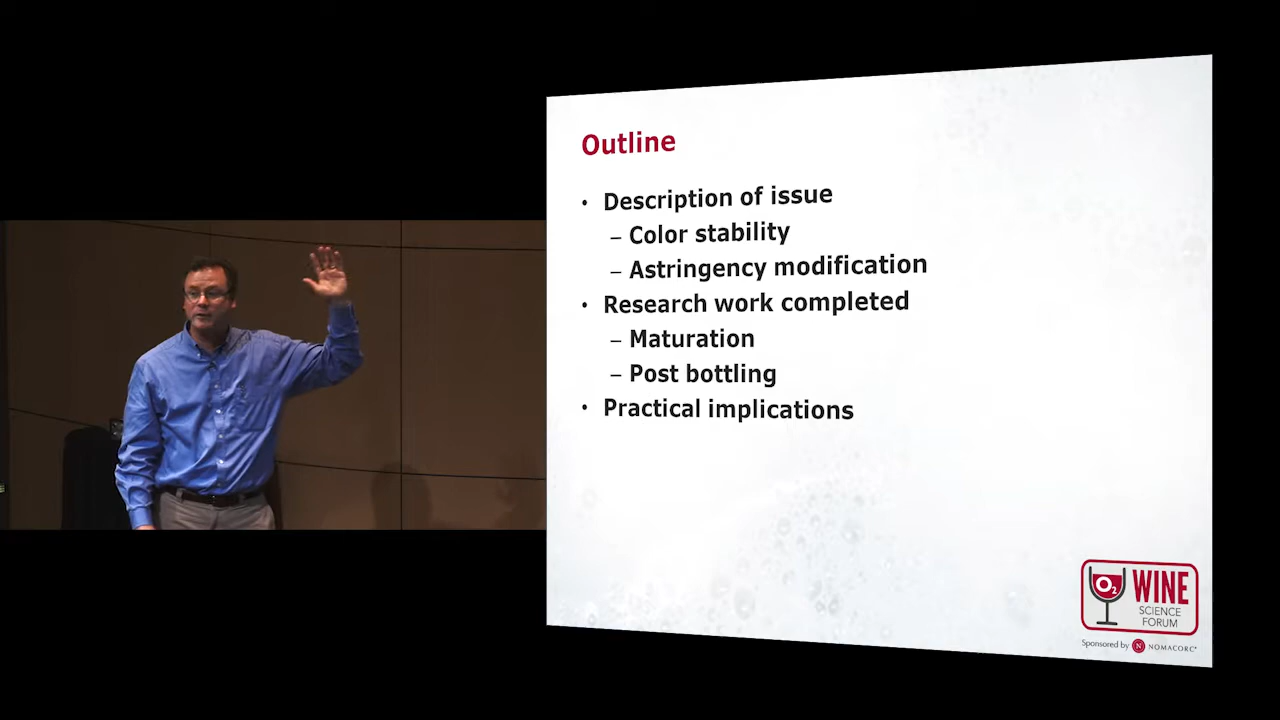 Outline
• Description of issue
– Color stability
– Astringency modification
• Research work completed
– Maturation
– Post bottling
• Practical implications
O2 WINE
SCIENCE
FORUM
Sponsored by N NOMACORC®